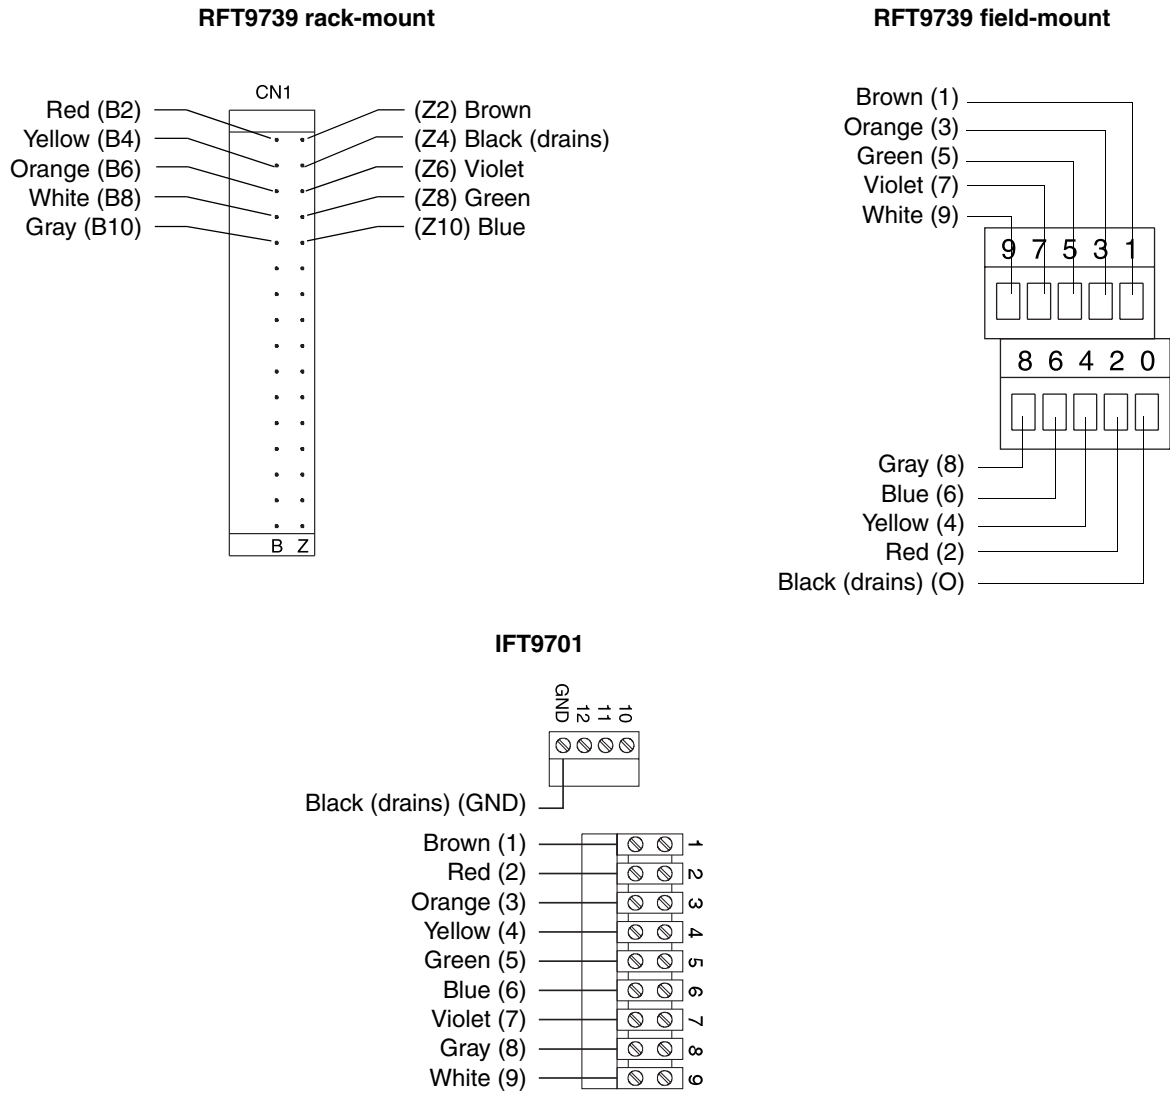 RFT9739 rack-mount
CN1
Red (B2)
Yellow (B4)
Orange (B6)
White (B8)
Gray (B10)
(Z2) Brown
(Z4) Black (drains)
(Z6) Violet
(Z8) Green
(Z10) Blue
B Z
RFT9739 field-mount
Brown (1)
Orange (3)
Green (5)
Violet (7)
White (9)
9 7 5 3 1
8 6 4 2 0
Gray (8)
Blue (6)
Yellow (4)
Red (2)
Black (drains) (O)
IFT9701
GND 12 11 10
Black (drains) (GND)
Brown (1) 1
Red (2) 2
Orange (3) 3
Yellow (4) 4
Green (5) 5
Blue (6) 6
Violet (7) 7
Gray (8) 8
White (9) 9